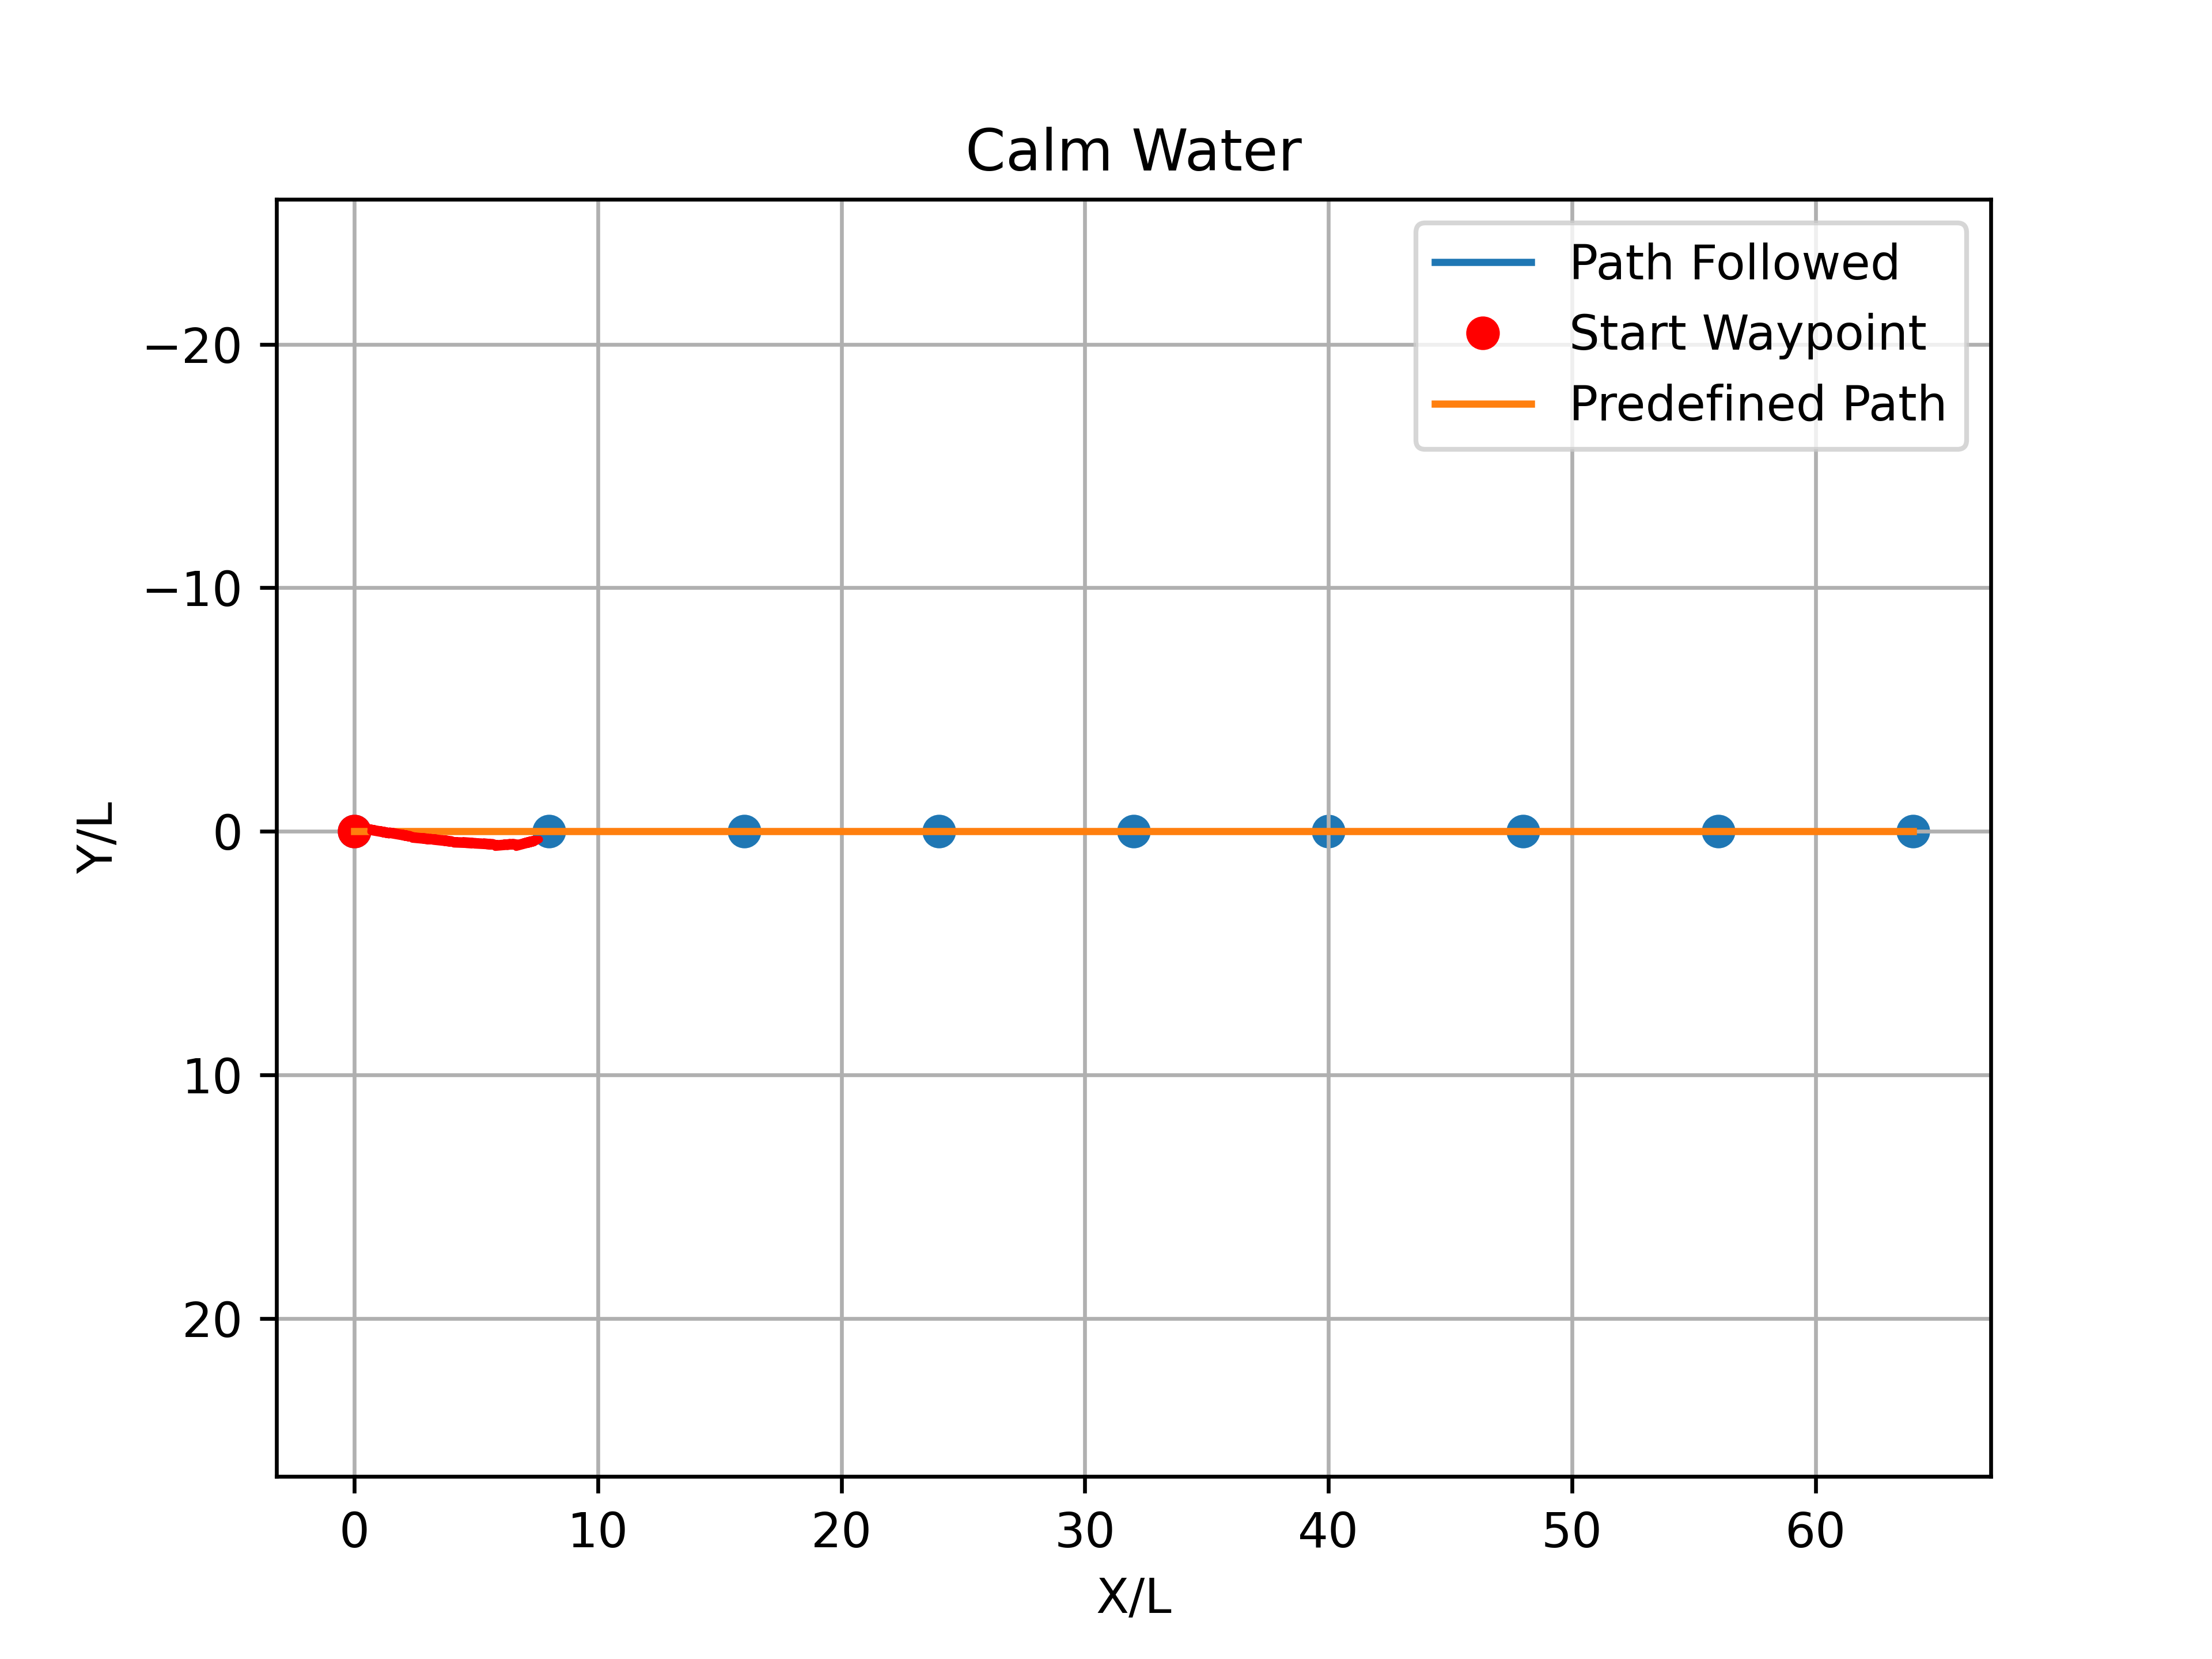 Calm Water
Path Followed
Start Waypoint
Predefined Path
−20
−10
0
10
20
Y/L
0 10 20 30 40 50 60
X/L